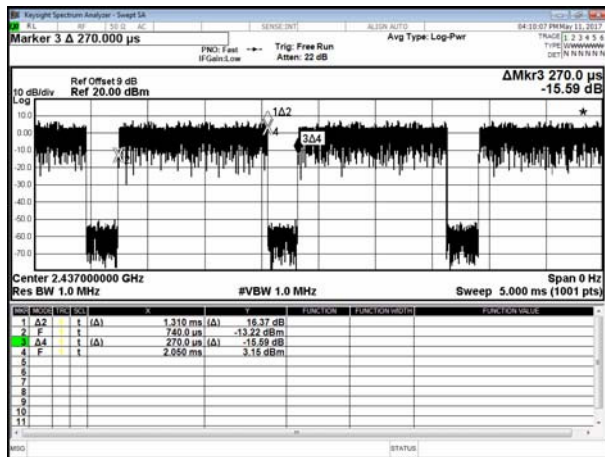 Keysight Spectrum Analyzer - Swept SA
RL RF 50 Ω AC SENSE:INT ALIGN AUTO 04:10:07 PM May 11, 2017
Marker 3 Δ 270.000 µs
PNO: Fast
IFGain:Low
Trig: Free Run
Atten: 22 dB
Avg Type: Log-Pwr
TRACE 1 2 3 4 5 6
TYPE WWWWWW
DET N N N N N N
Ref Offset 9 dB
Ref 20.00 dBm
10 dB/div
Log
ΔMkr3 270.0 µs
-15.59 dB
10.0
0.00
-10.0
-20.0
-30.0
-40.0
-50.0
-60.0
-70.0
1Δ2
4
3Δ4
Center 2.437000000 GHz Span 0 Hz
Res BW 1.0 MHz #VBW 1.0 MHz Sweep 5.000 ms (1001 pts)
MKR MODE TRC SCL X Y FUNCTION FUNCTION WIDTH FUNCTION VALUE
1 Δ2 1 t (Δ) 1.310 ms (Δ) 16.37 dB
2 F 1 t 740.0 µs -13.22 dBm
3 Δ4 1 t (Δ) 270.0 µs (Δ) -15.59 dB
4 F 1 t 2.050 ms 3.15 dBm
5
6
7
8
9
10
11
MSG STATUS